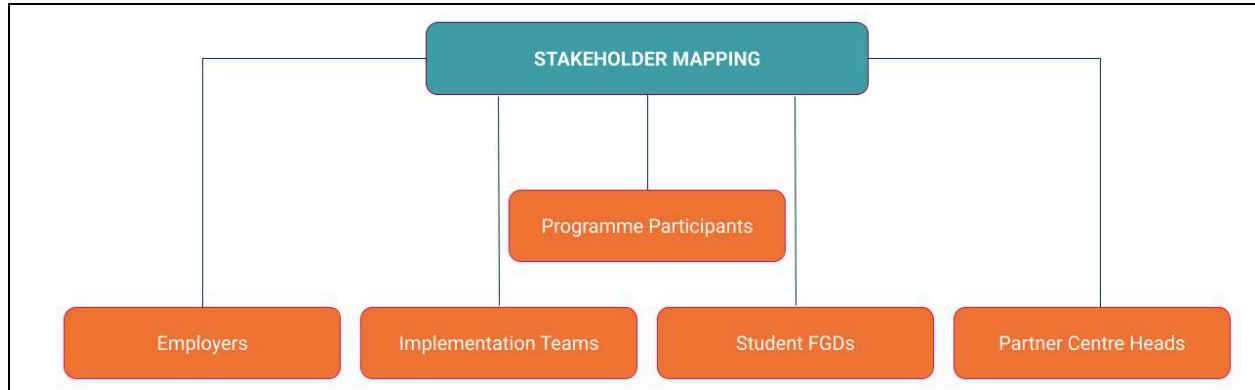 STAKEHOLDER MAPPING
Programme Participants
Employers
Implementation Teams
Student FGDs
Partner Centre Heads